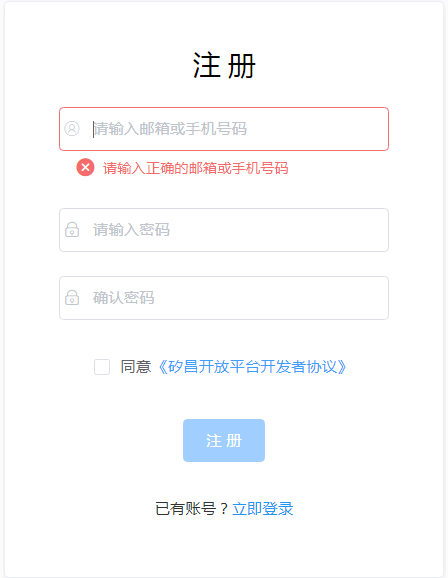 注册
请输入邮箱或手机号码
请输入正确的邮箱或手机号码
请输入密码
确认密码
同意《矽昌开放平台开发者协议》
注册
已有账号？立即登录